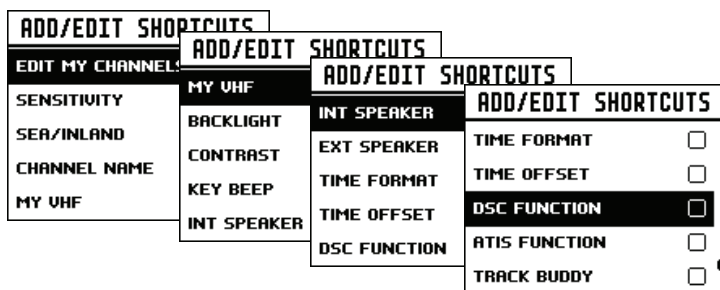 ADD/EDIT SHORTCUTS
EDIT MY CHANNELS
SENSITIVITY
SEA/INLAND
CHANNEL NAME
MY VHF
ADD/EDIT SHORTCUTS
MY VHF
BACKLIGHT
CONTRAST
KEY BEEP
INT SPEAKER
ADD/EDIT SHORTCUTS
INT SPEAKER
EXT SPEAKER
TIME FORMAT
TIME OFFSET
DSC FUNCTION
ADD/EDIT SHORTCUTS
TIME FORMAT
TIME OFFSET
DSC FUNCTION
ATIS FUNCTION
TRACK BUDDY